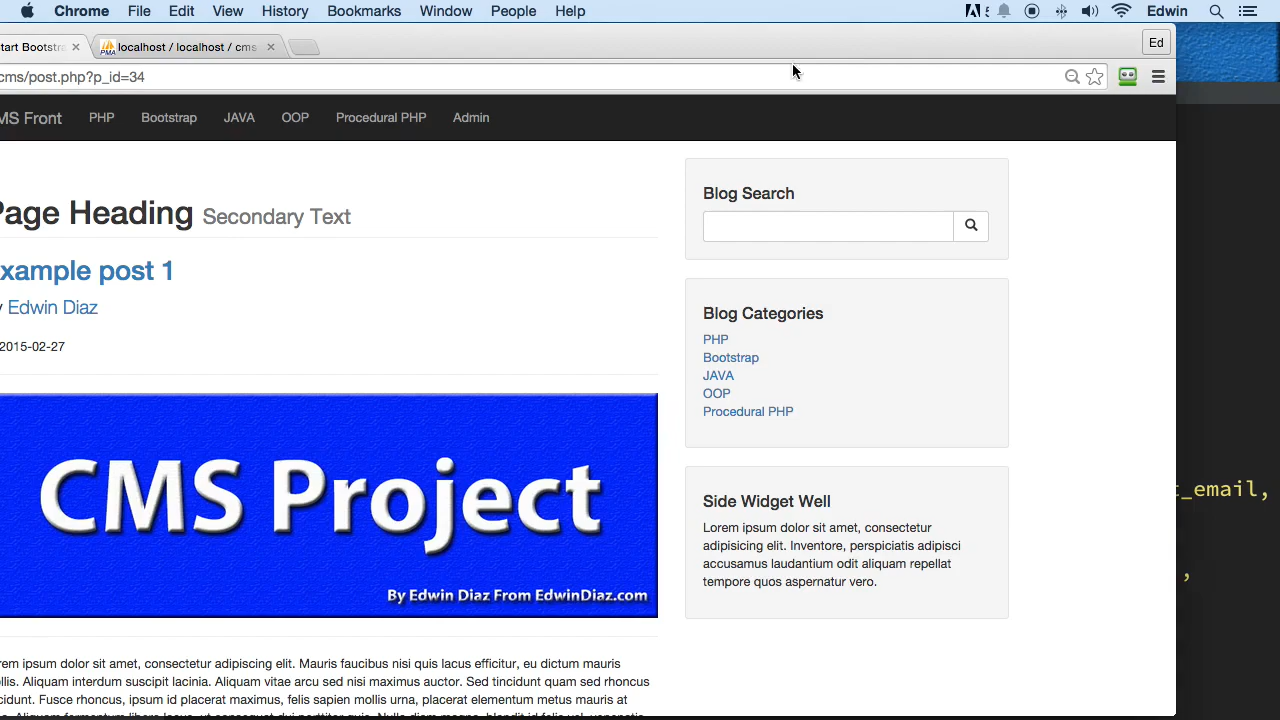 Chrome File Edit View History Bookmarks Window People Help Edwin
tart Bootstra localhost / localhost / cms Ed
cms/post.php?p_id=34
MS Front PHP Bootstrap JAVA OOP Procedural PHP Admin
Page Heading Secondary Text
xample post 1
y Edwin Diaz
2015-02-27
CMS Project
By Edwin Diaz From EdwinDiaz.com
rem ipsum dolor sit amet, consectetur adipiscing elit. Mauris faucibus nisi quis lacus efficitur, eu dictum mauris
llis. Aliquam interdum suscipit lacinia. Aliquam vitae arcu sed nisi maximus auctor. Sed tincidunt quam sed rhoncus
cidunt. Fusce rhoncus, ipsum id placerat maximus, felis sapien mollis urna, placerat elementum metus mauris at
Blog Search
Blog Categories
PHP
Bootstrap
JAVA
OOP
Procedural PHP
Side Widget Well
Lorem ipsum dolor sit amet, consectetur
adipisicing elit. Inventore, perspiciatis adipisci
accusamus laudantium odit aliquam repellat
tempore quos aspernatur vero.
t_email,
,